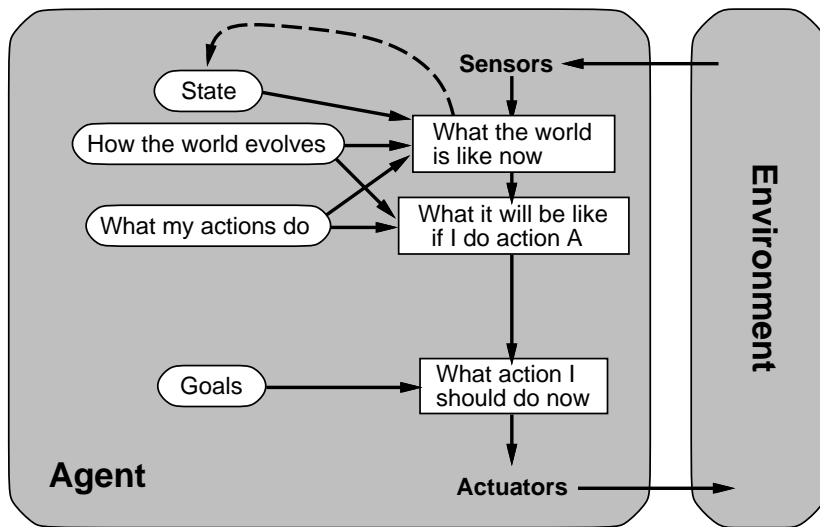 Sensors
State
How the world evolves
What the world
is like now
What my actions do
What it will be like
if I do action A
Goals
What action I
should do now
Agent
Actuators
Environment